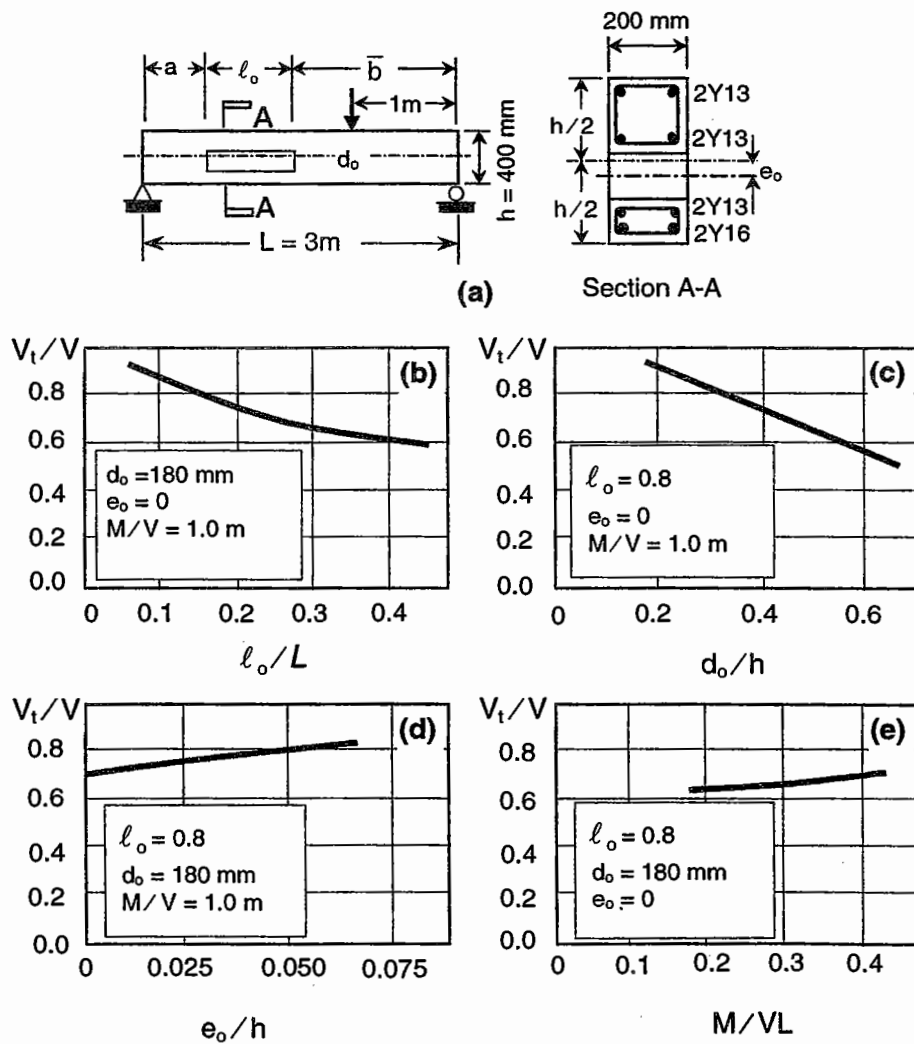 200 mm
a
ℓₒ
b̅
1m
A
dₒ
h = 400 mm
A
L = 3m
h/2
h/2
2Y13
2Y13
eₒ
2Y13
2Y16
(a)
Section A-A
Vₜ/V
(b)
0.8
0.6
0.4
0.2
0.0
dₒ =180 mm
eₒ = 0
M/V = 1.0 m
0
0.1
0.2
0.3
0.4
ℓₒ/L
Vₜ/V
(c)
0.8
0.6
0.4
0.2
0.0
ℓₒ = 0.8
eₒ = 0
M/V = 1.0 m
0
0.2
0.4
0.6
dₒ/h
Vₜ/V
(d)
0.8
0.6
0.4
0.2
0.0
ℓₒ = 0.8
dₒ = 180 mm
M/V = 1.0 m
0
0.025
0.050
0.075
eₒ/h
Vₜ/V
(e)
0.8
0.6
0.4
0.2
0.0
ℓₒ = 0.8
dₒ = 180 mm
eₒ = 0
0
0.1
0.2
0.3
0.4
M/VL